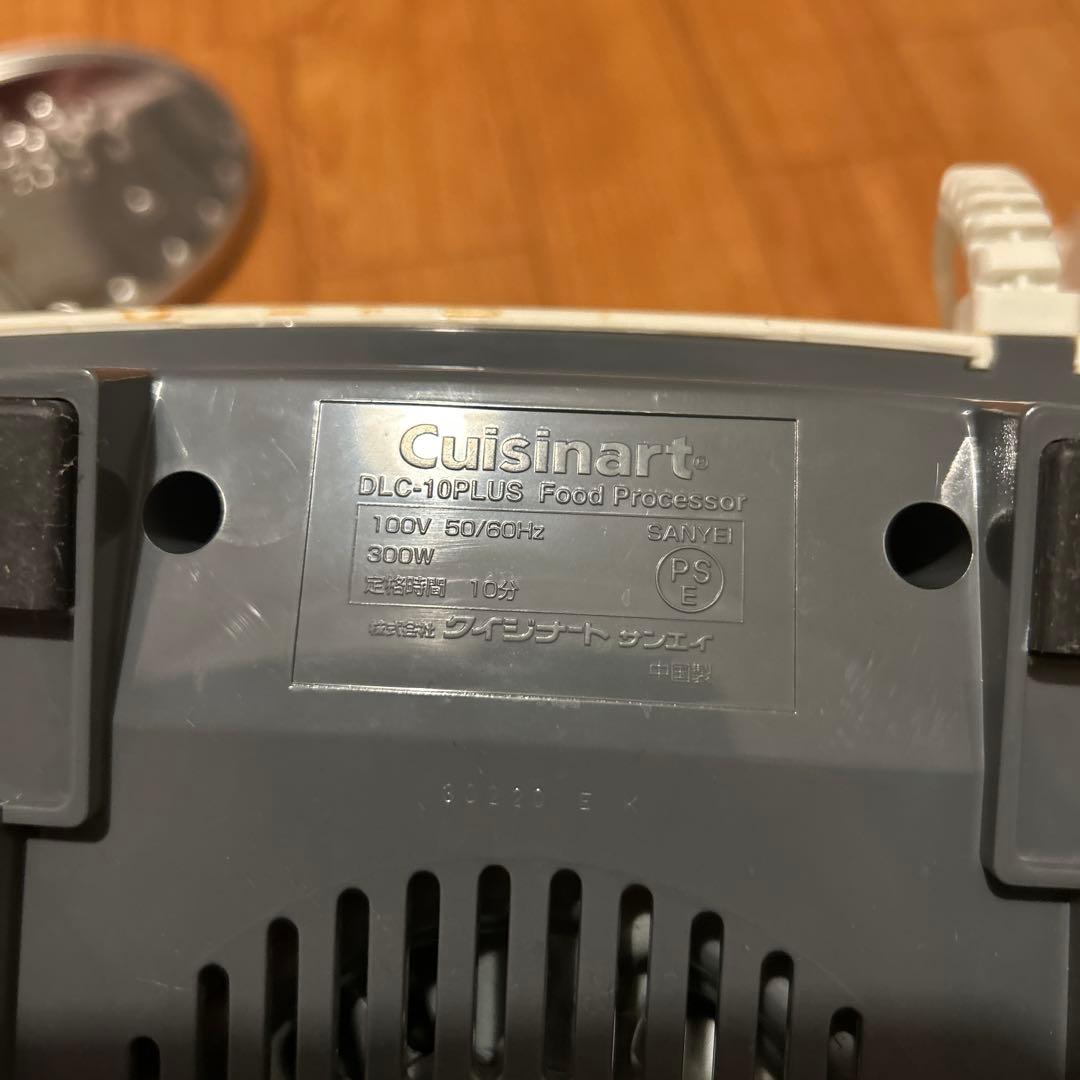 Cuisinart®
DLC-10PLUS Food Processor
100V 50/60Hz SANYEI
300W
PS
E
定格時間 10分
株式会社 クイジナート サンエイ
中国製